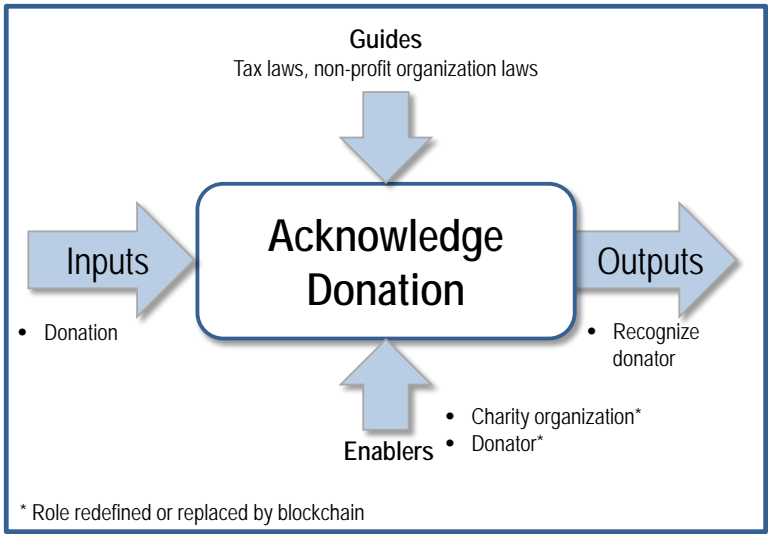 Guides
Tax laws, non-profit organization laws
Inputs
Acknowledge
Donation
Outputs
• Donation
• Recognize
donator
Enablers
• Charity organization*
• Donator*
* Role redefined or replaced by blockchain